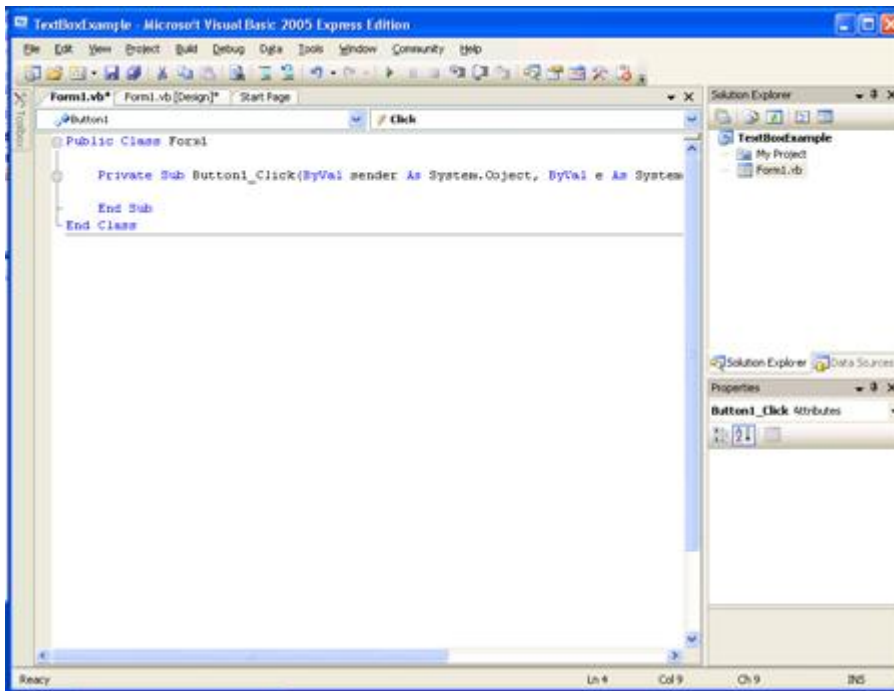 TextBoxExample - Microsoft Visual Basic 2005 Express Edition
File Edit View Project Build Debug Data Tools Window Community Help
Toolbox
Form1.vb* Form1.vb [Design]* Start Page
Button1 Click
Public Class Form1
Private Sub Button1_Click(ByVal sender As System.Object, ByVal e As System
End Sub
End Class
Solution Explorer
TextBoxExample
My Project
Form1.vb
Solution Explorer Data Sources
Properties
Button1_Click Attributes
Ready Ln 4 Col 9 Ch 9 INS